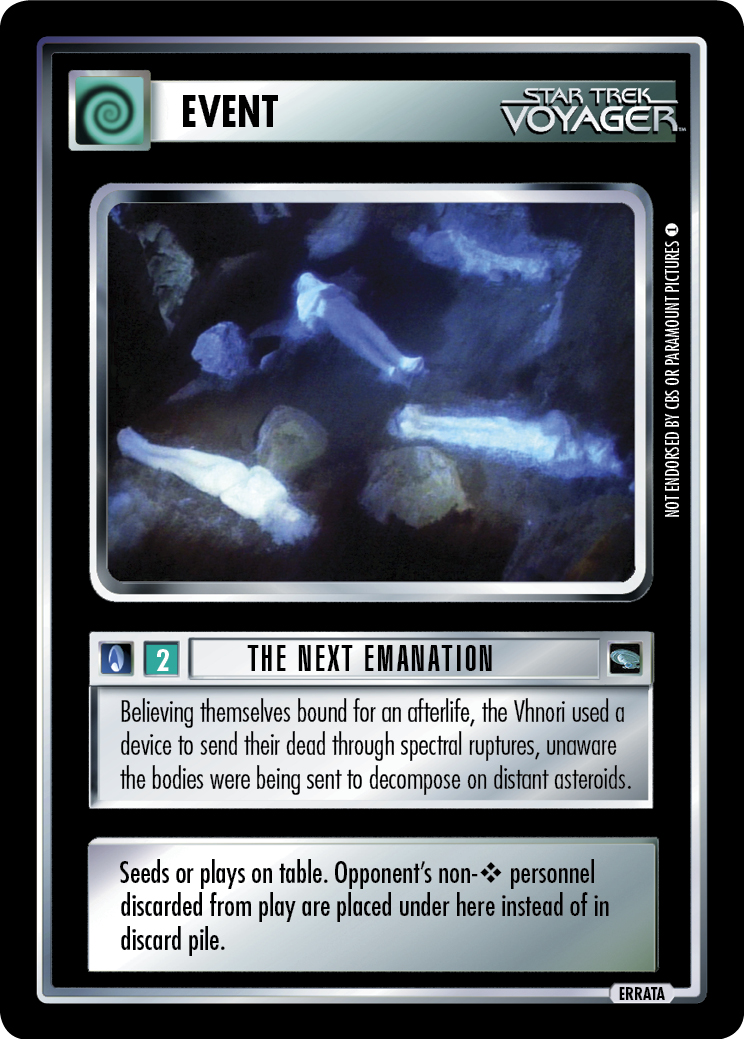 EVENT
STAR TREK
VOYAGER™
NOT ENDORSED BY CBS OR PARAMOUNT PICTURES 1
2
THE NEXT EMANATION
Believing themselves bound for an afterlife, the Vhnori used a
device to send their dead through spectral ruptures, unaware
the bodies were being sent to decompose on distant asteroids.
Seeds or plays on table. Opponent's non-❖ personnel
discarded from play are placed under here instead of in
discard pile.
ERRATA